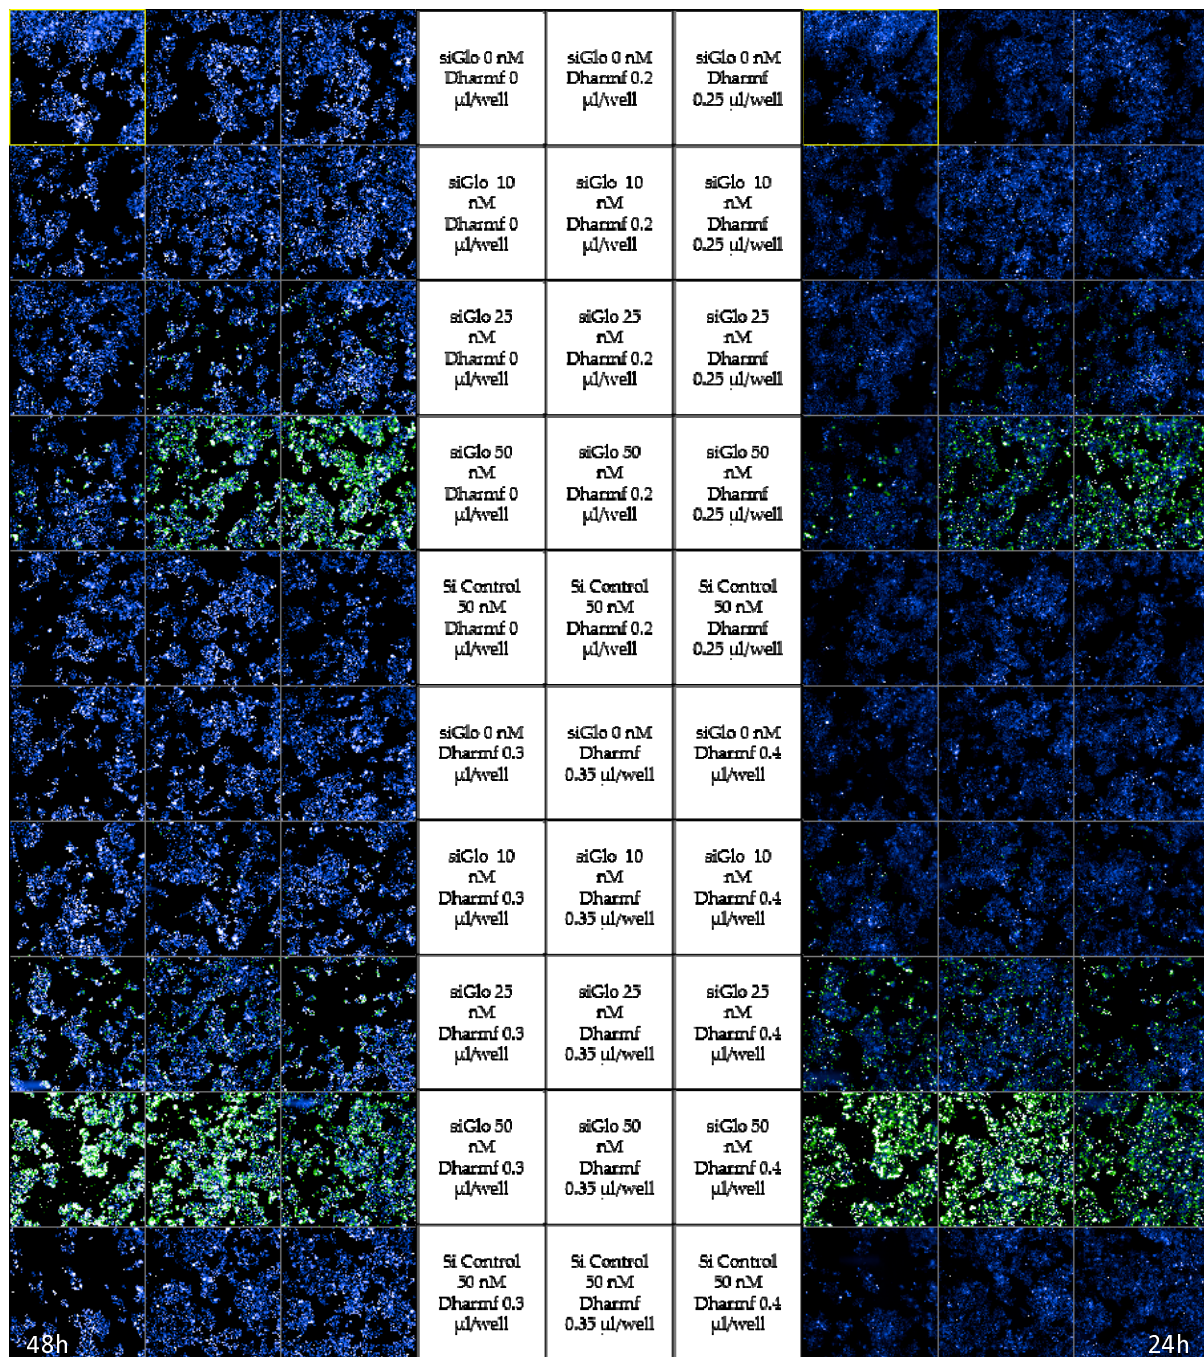 siGlo 0 nM
Dharmf 0
µl/well
siGlo 0 nM
Dharmf 0.2
µl/well
siGlo 0 nM
Dharmf
0.25 µl/well
siGlo 10
nM
Dharmf 0
µl/well
siGlo 10
nM
Dharmf 0.2
µl/well
siGlo 10
nM
Dharmf
0.25 µl/well
siGlo 25
nM
Dharmf 0
µl/well
siGlo 25
nM
Dharmf 0.2
µl/well
siGlo 25
nM
Dharmf
0.25 µl/well
siGlo 50
nM
Dharmf 0
µl/well
siGlo 50
nM
Dharmf 0.2
µl/well
siGlo 50
nM
Dharmf
0.25 µl/well
Si Control
50 nM
Dharmf 0
µl/well
Si Control
50 nM
Dharmf 0.2
µl/well
Si Control
50 nM
Dharmf
0.25 µl/well
siGlo 0 nM
Dharmf 0.3
µl/well
siGlo 0 nM
Dharmf
0.35 µl/well
siGlo 0 nM
Dharmf 0.4
µl/well
siGlo 10
nM
Dharmf 0.3
µl/well
siGlo 10
nM
Dharmf
0.35 µl/well
siGlo 10
nM
Dharmf 0.4
µl/well
siGlo 25
nM
Dharmf 0.3
µl/well
siGlo 25
nM
Dharmf
0.35 µl/well
siGlo 25
nM
Dharmf 0.4
µl/well
siGlo 50
nM
Dharmf 0.3
µl/well
siGlo 50
nM
Dharmf
0.35 µl/well
siGlo 50
nM
Dharmf 0.4
µl/well
Si Control
50 nM
Dharmf 0.3
µl/well
Si Control
50 nM
Dharmf
0.35 µl/well
Si Control
50 nM
Dharmf 0.4
µl/well
48h
24h